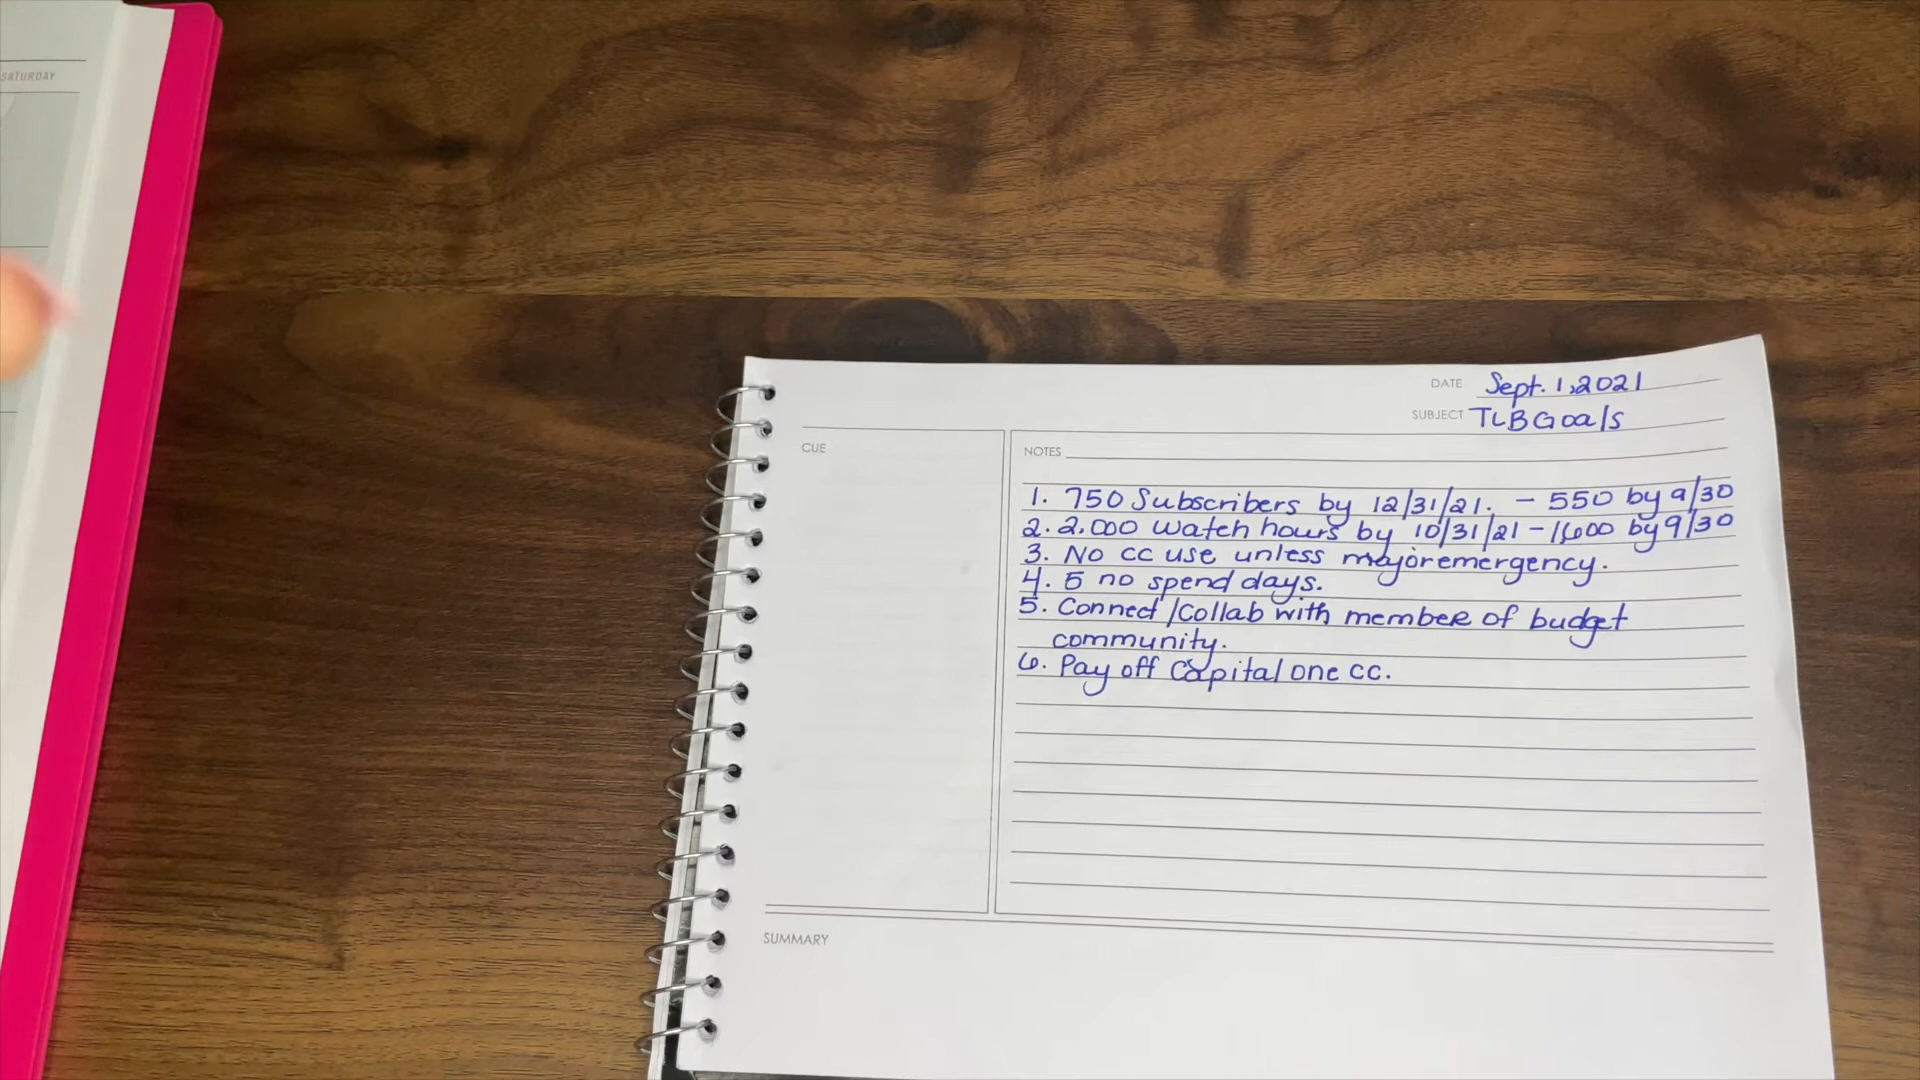 SATURDAY
DATE Sept. 1, 2021
SUBJECT TLB Goals
CUE
NOTES
1. 750 Subscribers by 12/31/21. - 550 by 9/30
2. 2.000 watch hours by 10/31/21 - 1600 by 9/30
3. No cc use unless major emergency.
4. 5 no spend days.
5. Connect/Collab with member of budget
community.
6. Pay off Capital One cc.
SUMMARY